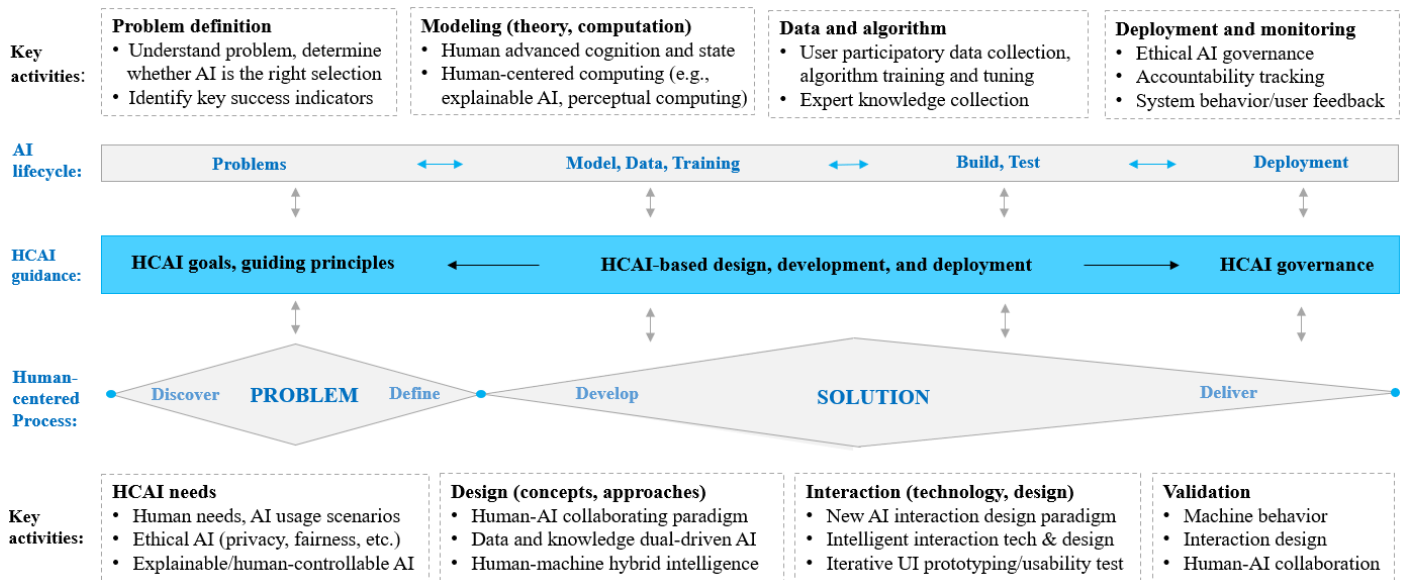 Key activities:
Problem definition
• Understand problem, determine
whether AI is the right selection
• Identify key success indicators
Modeling (theory, computation)
• Human advanced cognition and state
• Human-centered computing (e.g.,
explainable AI, perceptual computing)
Data and algorithm
• User participatory data collection,
algorithm training and tuning
• Expert knowledge collection
Deployment and monitoring
• Ethical AI governance
• Accountability tracking
• System behavior/user feedback
AI
lifecycle:
Problems
Model, Data, Training
Build, Test
Deployment
HCAI
guidance:
HCAI goals, guiding principles
HCAI-based design, development, and deployment
HCAI governance
Human-
centered
Process:
Discover
PROBLEM
Define
Develop
SOLUTION
Deliver
Key
activities:
HCAI needs
• Human needs, AI usage scenarios
• Ethical AI (privacy, fairness, etc.)
• Explainable/human-controllable AI
Design (concepts, approaches)
• Human-AI collaborating paradigm
• Data and knowledge dual-driven AI
• Human-machine hybrid intelligence
Interaction (technology, design)
• New AI interaction design paradigm
• Intelligent interaction tech & design
• Iterative UI prototyping/usability test
Validation
• Machine behavior
• Interaction design
• Human-AI collaboration